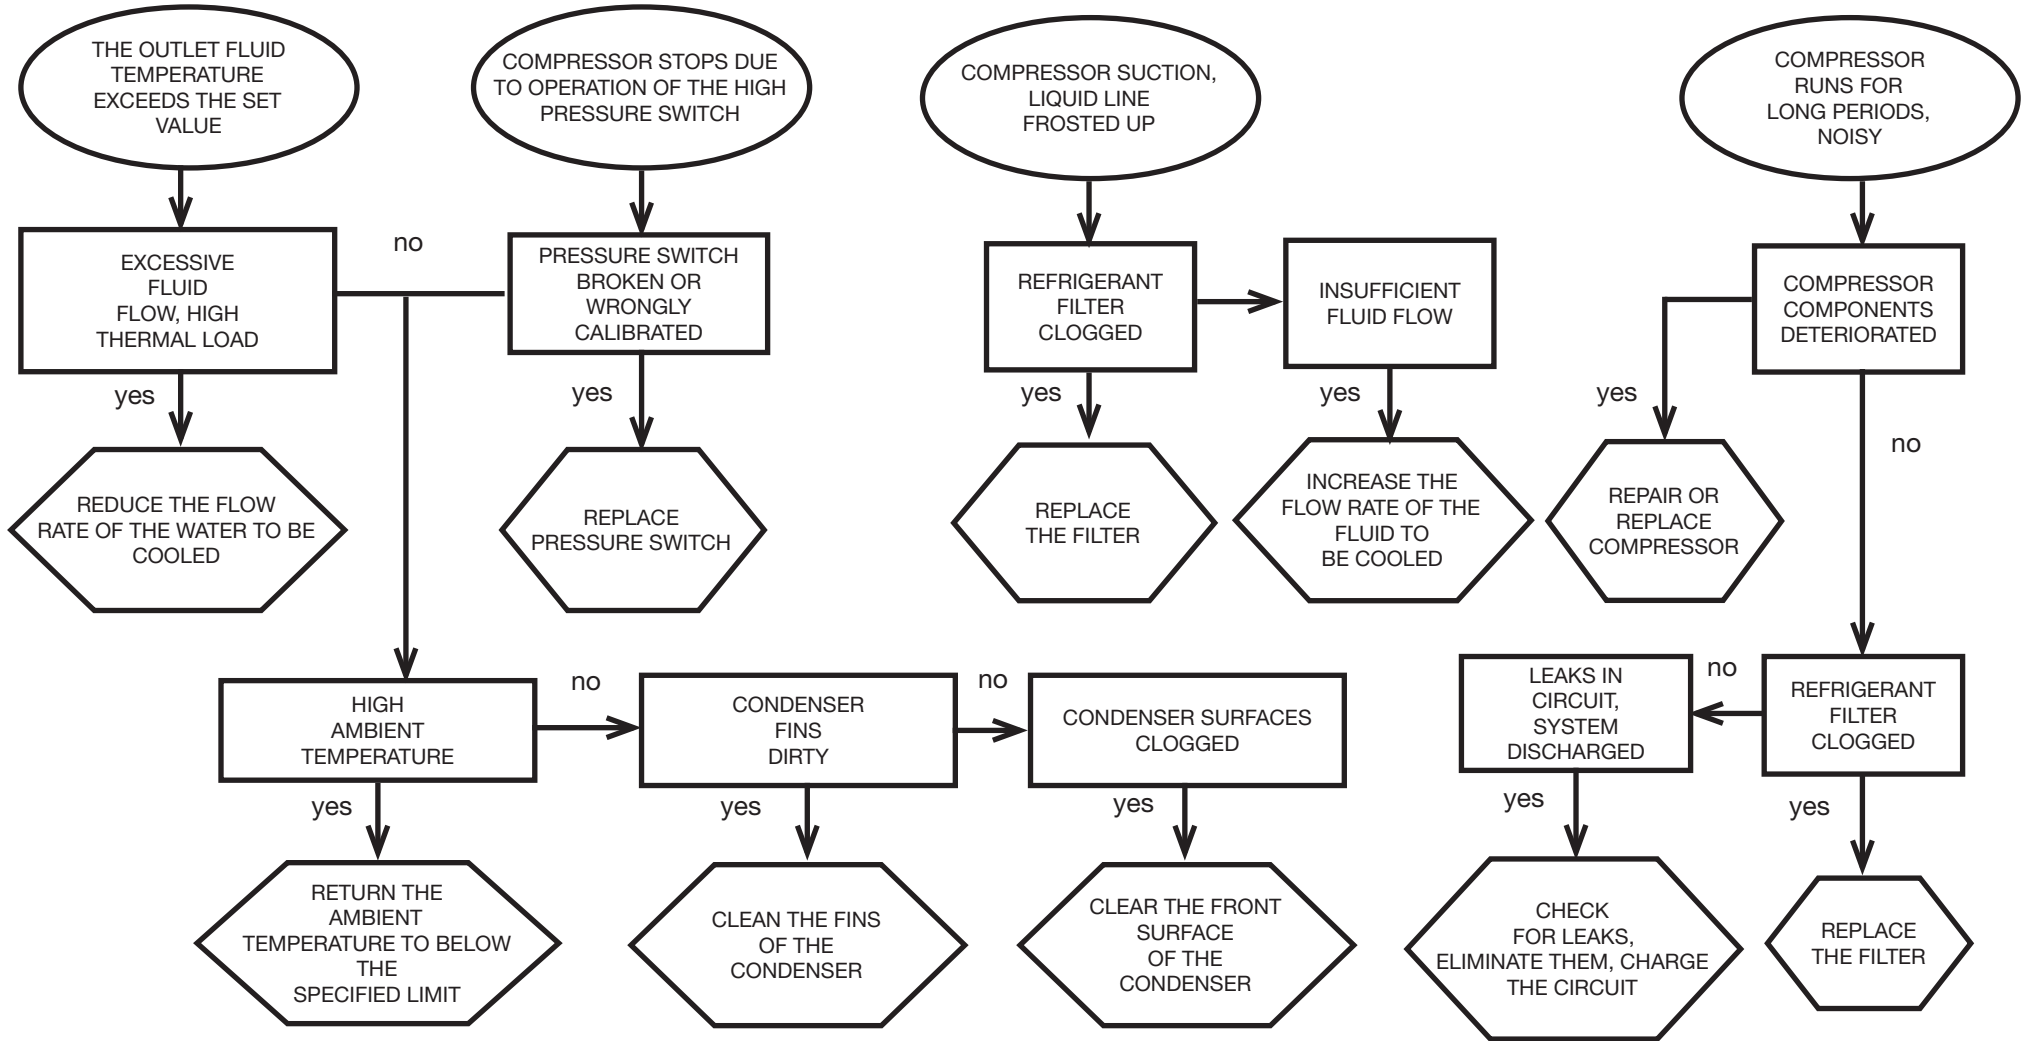 THE OUTLET FLUID
TEMPERATURE
EXCEEDS THE SET
VALUE
COMPRESSOR STOPS DUE
TO OPERATION OF THE HIGH
PRESSURE SWITCH
COMPRESSOR SUCTION,
LIQUID LINE
FROSTED UP
COMPRESSOR
RUNS FOR
LONG PERIODS,
NOISY
EXCESSIVE
FLUID
FLOW, HIGH
THERMAL LOAD
no
PRESSURE SWITCH
BROKEN OR
WRONGLY
CALIBRATED
REFRIGERANT
FILTER
CLOGGED
INSUFFICIENT
FLUID FLOW
COMPRESSOR
COMPONENTS
DETERIORATED
yes
yes
yes
yes
yes
no
REDUCE THE FLOW
RATE OF THE WATER TO BE
COOLED
REPLACE
PRESSURE SWITCH
REPLACE
THE FILTER
INCREASE THE
FLOW RATE OF THE
FLUID TO
BE COOLED
REPAIR OR
REPLACE
COMPRESSOR
HIGH
AMBIENT
TEMPERATURE
no
CONDENSER
FINS
DIRTY
no
CONDENSER SURFACES
CLOGGED
LEAKS IN
CIRCUIT,
SYSTEM
DISCHARGED
no
REFRIGERANT
FILTER
CLOGGED
yes
yes
yes
yes
yes
RETURN THE
AMBIENT
TEMPERATURE TO BELOW
THE
SPECIFIED LIMIT
CLEAN THE FINS
OF THE
CONDENSER
CLEAR THE FRONT
SURFACE
OF THE
CONDENSER
CHECK
FOR LEAKS,
ELIMINATE THEM, CHARGE
THE CIRCUIT
REPLACE
THE FILTER